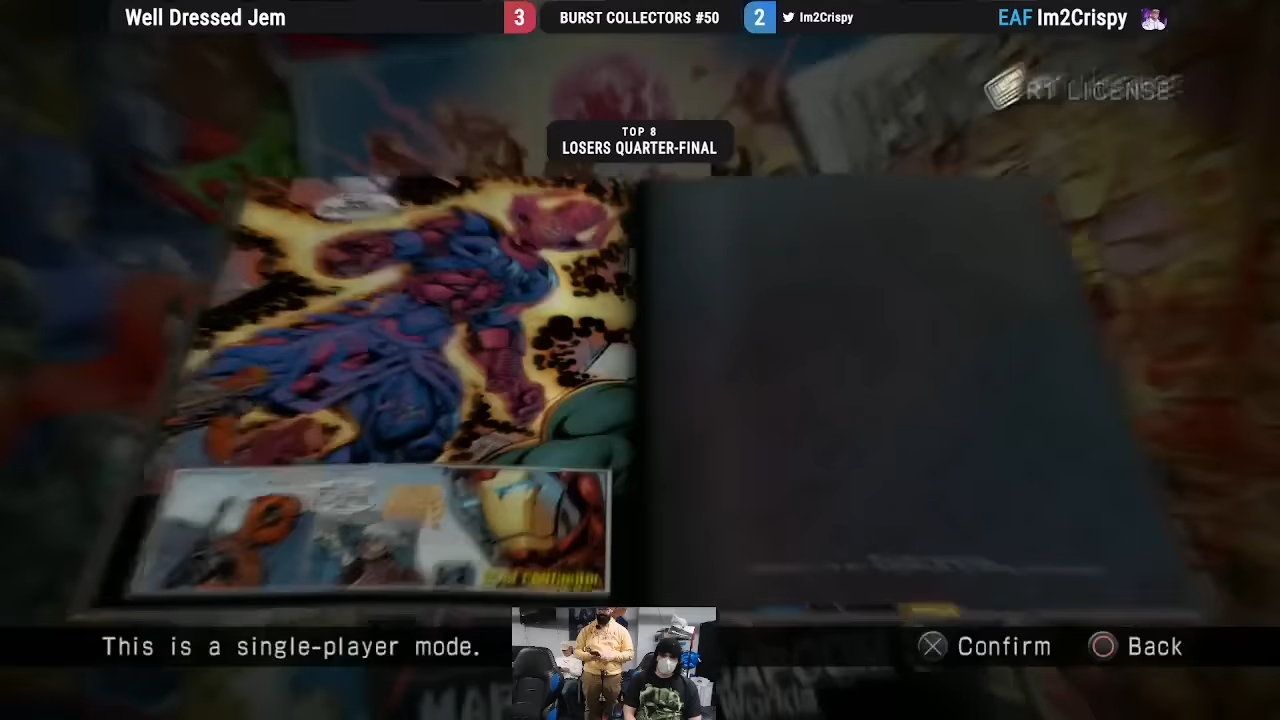 Well Dressed Jem
3
BURST COLLECTORS #50
2
Im2Crispy
EAF Im2Crispy
RT LICENSE
TOP 8
LOSERS QUARTER-FINAL
This is a single-player mode.
Confirm
Back